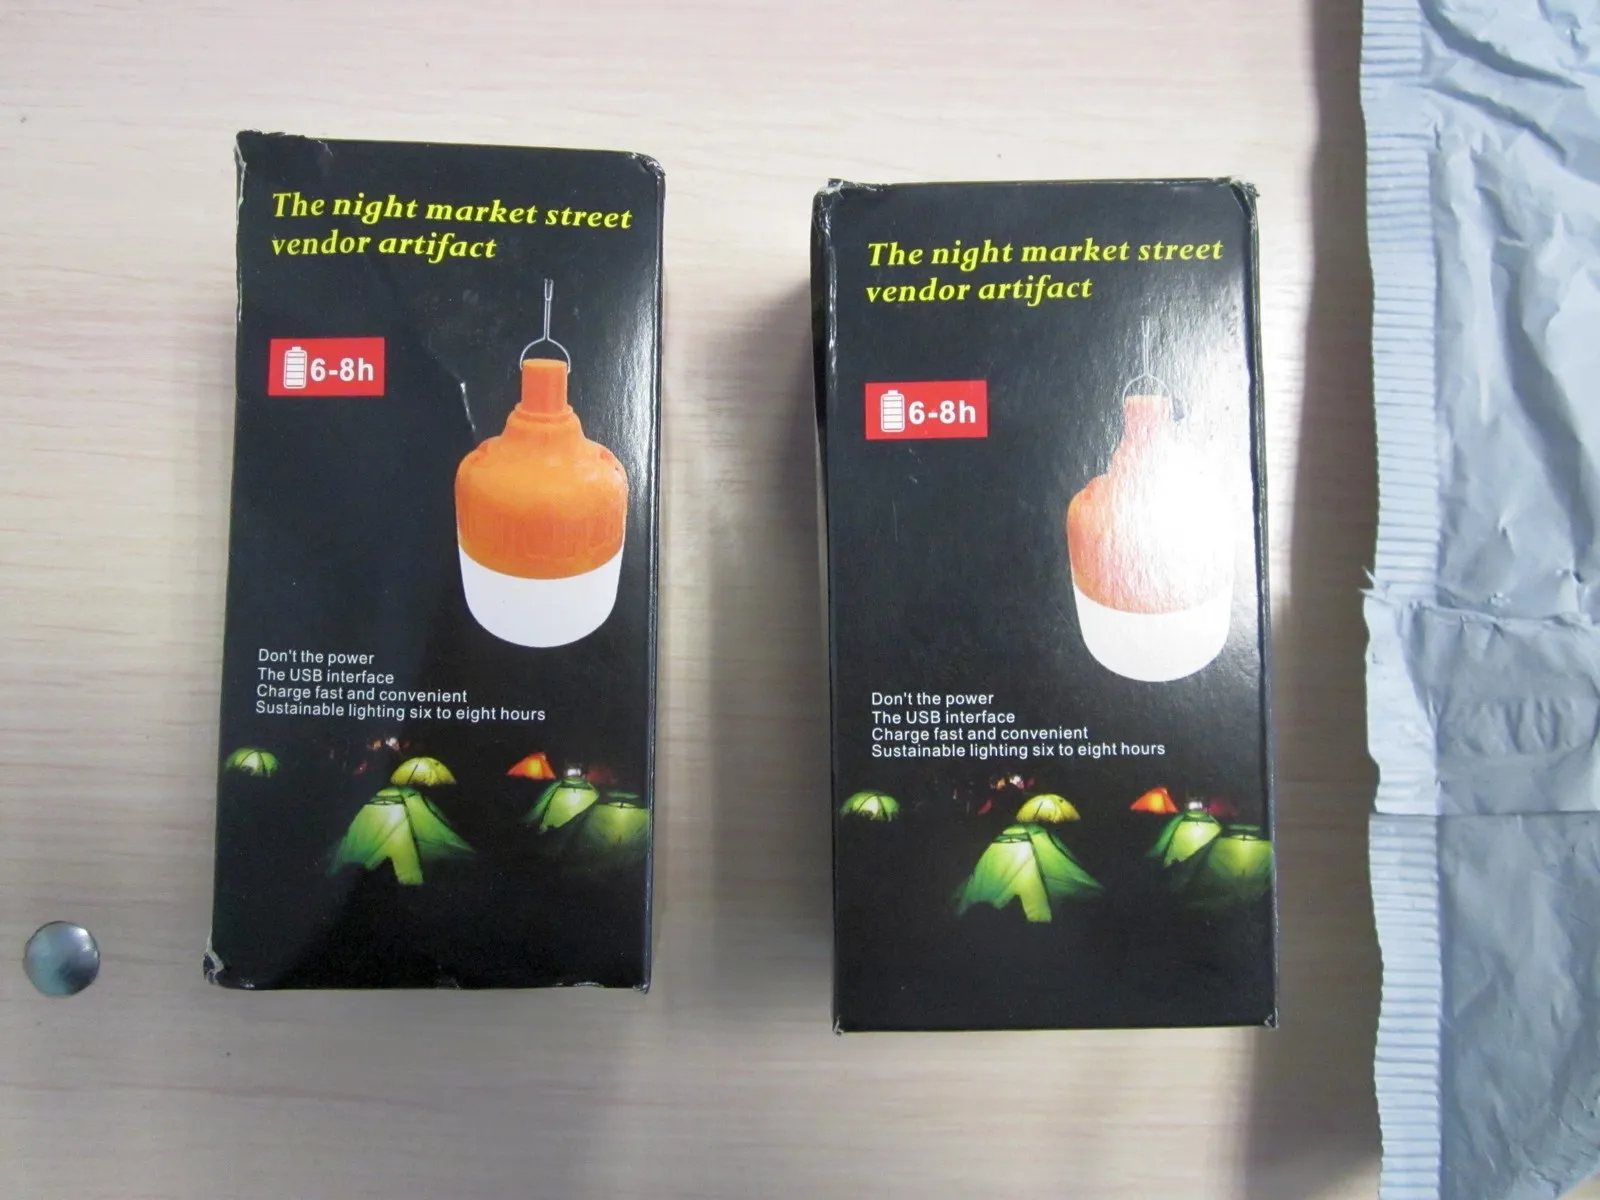 The night market street
vendor artifact
6-8h
Don't the power
The USB interface
Charge fast and convenient
Sustainable lighting six to eight hours
The night market street
vendor artifact
6-8h
Don't the power
The USB interface
Charge fast and convenient
Sustainable lighting six to eight hours